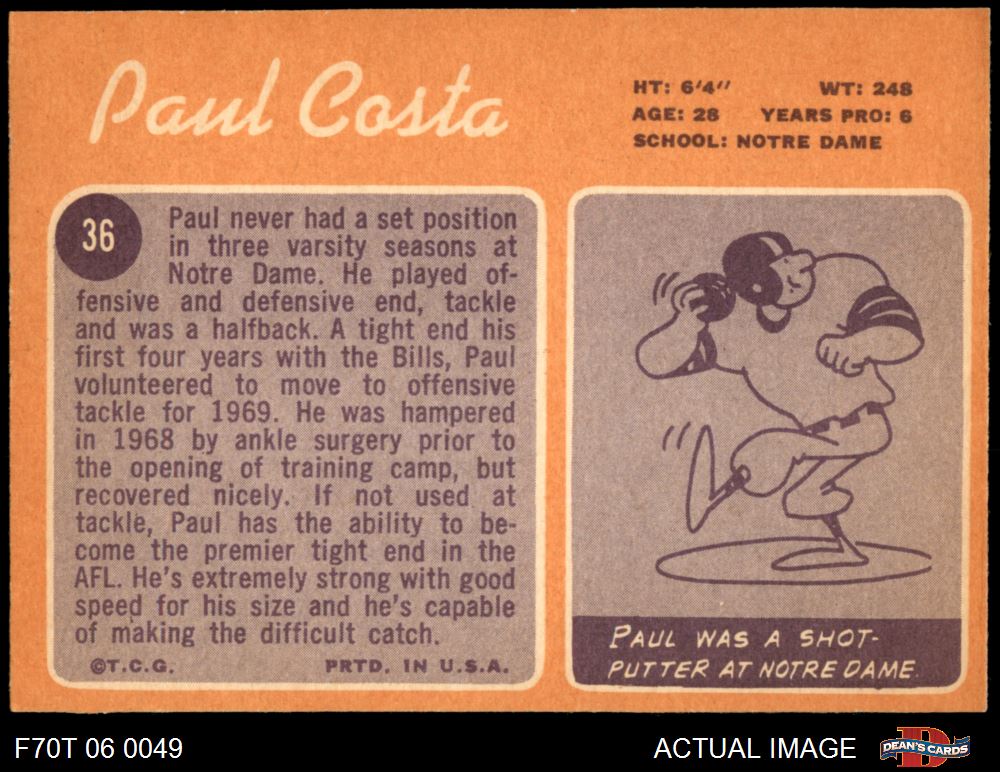 Paul Costa
HT: 6'4" WT: 248
AGE: 28 YEARS PRO: 6
SCHOOL: NOTRE DAME
36
Paul never had a set position
in three varsity seasons at
Notre Dame. He played of-
fensive and defensive end, tackle
and was a halfback. A tight end his
first four years with the Bills, Paul
volunteered to move to offensive
tackle for 1969. He was hampered
in 1968 by ankle surgery prior to
the opening of training camp, but
recovered nicely. If not used at
tackle, Paul has the ability to be-
come the premier tight end in the
AFL. He's extremely strong with good
speed for his size and he's capable
of making the difficult catch.
©T.C.G. PRTD. IN U.S.A.
PAUL WAS A SHOT-
PUTTER AT NOTRE DAME.
F70T 06 0049
ACTUAL IMAGE
D
DEAN'S CARDS